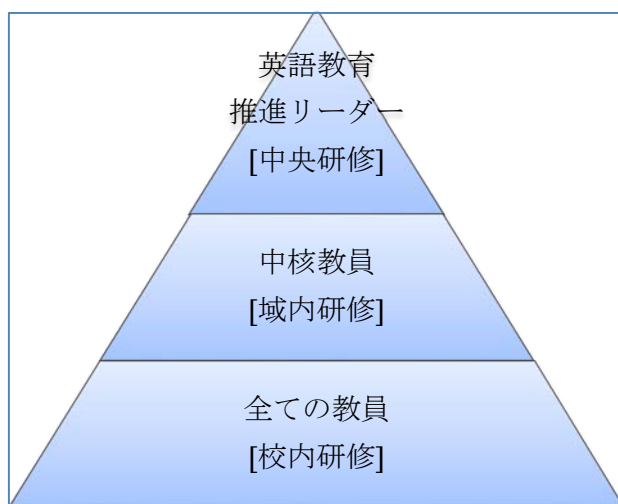 英語教育
推進リーダー
[中央研修]
中核教員
[域内研修]
全ての教員
[校内研修]